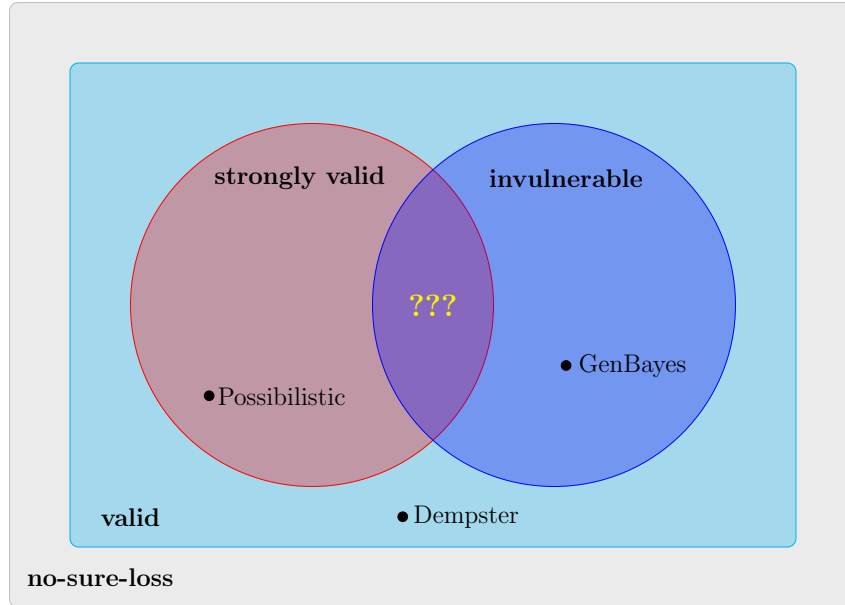 strongly valid
invulnerable
???
GenBayes
Possibilistic
Dempster
valid
no-sure-loss